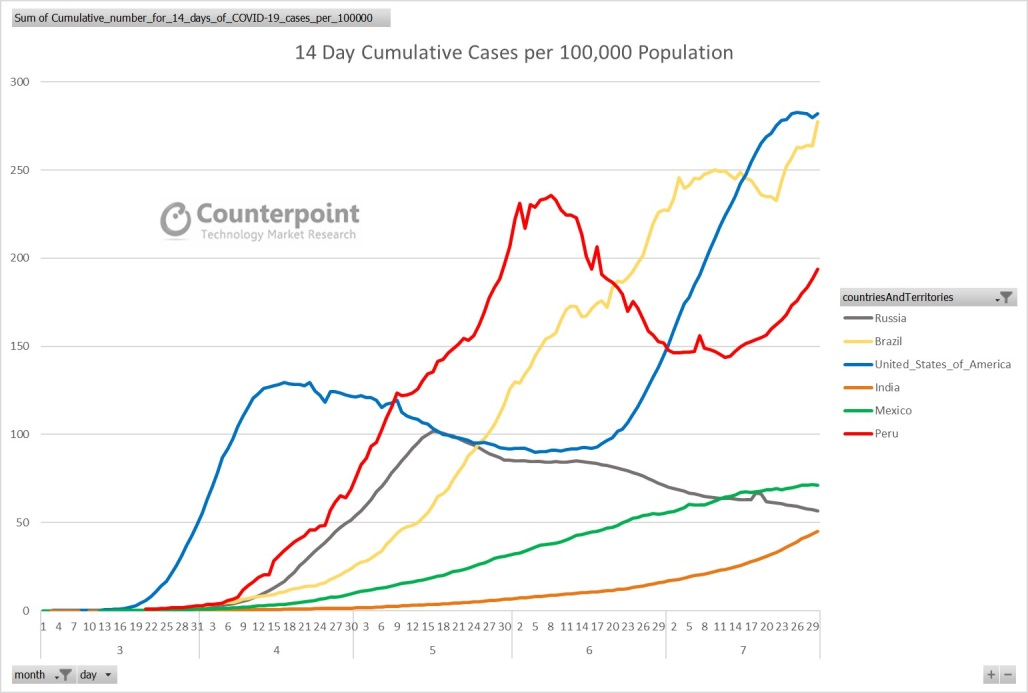 Sum of Cumulative_number_for_14_days_of_COVID-19_cases_per_100000
14 Day Cumulative Cases per 100,000 Population
300
250
200
150
100
50
0
Counterpoint
Technology Market Research
countriesAndTerritories
Russia
Brazil
United_States_of_America
India
Mexico
Peru
1 4 7 10 13 16 19 22 25 28 31 3 6 9 12 15 18 21 24 27 30 3 6 9 12 15 18 21 24 27 30 2 5 8 11 14 17 20 23 26 29 2 5 8 11 14 17 20 23 26 29
3 4 5 6 7
month day